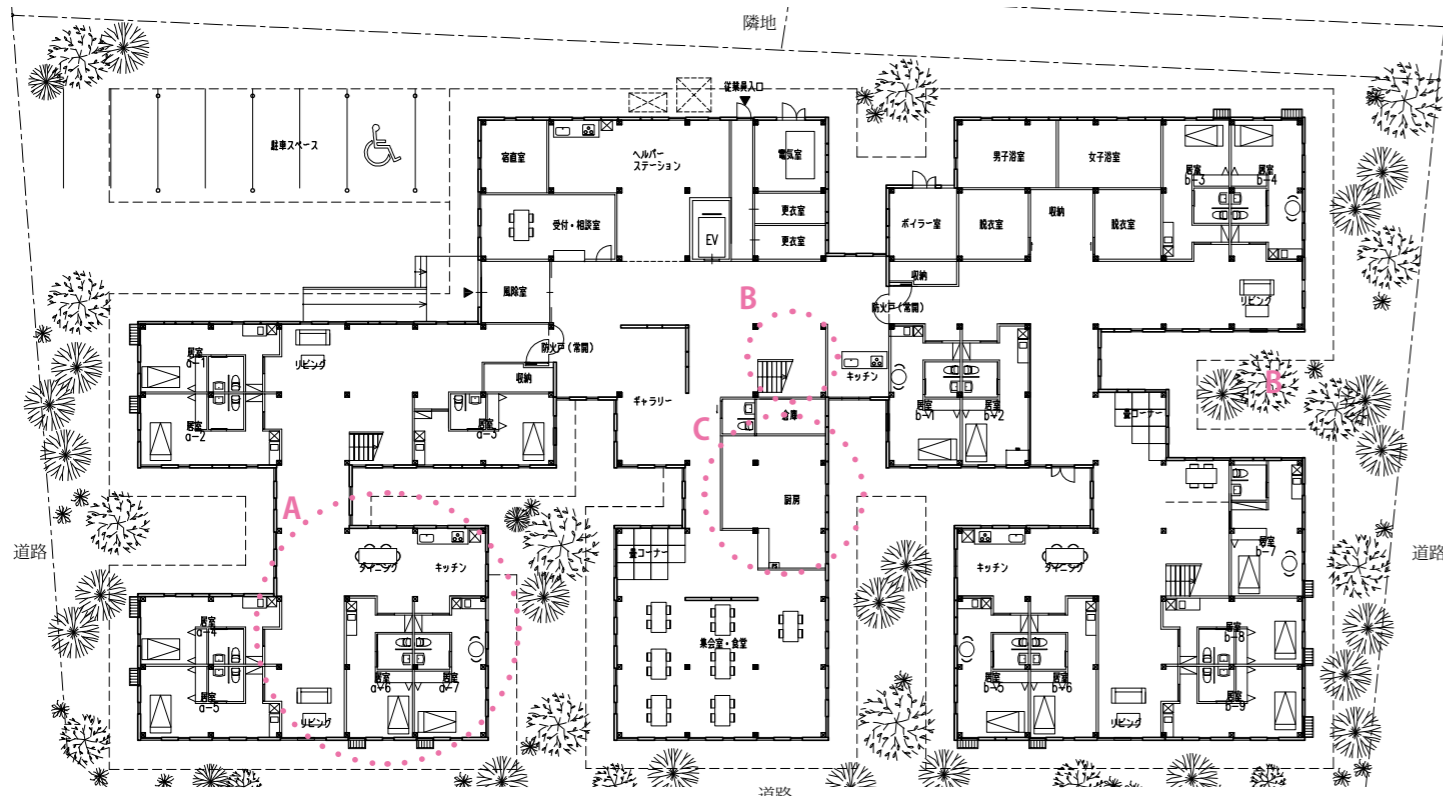 隣地
従業員入口
駐車スペース
宿直室
ヘルパー
ステーション
電気室
男子浴室
女子浴室
居室
b-3
居室
b-4
受付・相談室
EV
更衣室
更衣室
ボイラー室
脱衣室
収納
脱衣室
風除室
B
収納
防火戸（常開）
リビング
居室
a-1
リビング
防火戸（常開）
収納
キッチン
B
居室
a-2
居室
a-3
ギャラリー
C
倉庫
居室
b-1
居室
b-2
畳コーナー
A
厨房
道路
道路
ダイニング
キッチン
畳コーナー
キッチン
ダイニング
居室
b-7
居室
a-4
集会室・食堂
居室
b-8
居室
a-5
リビング
居室
a-6
居室
a-7
居室
b-5
居室
b-6
リビング
居室
b-9
道路